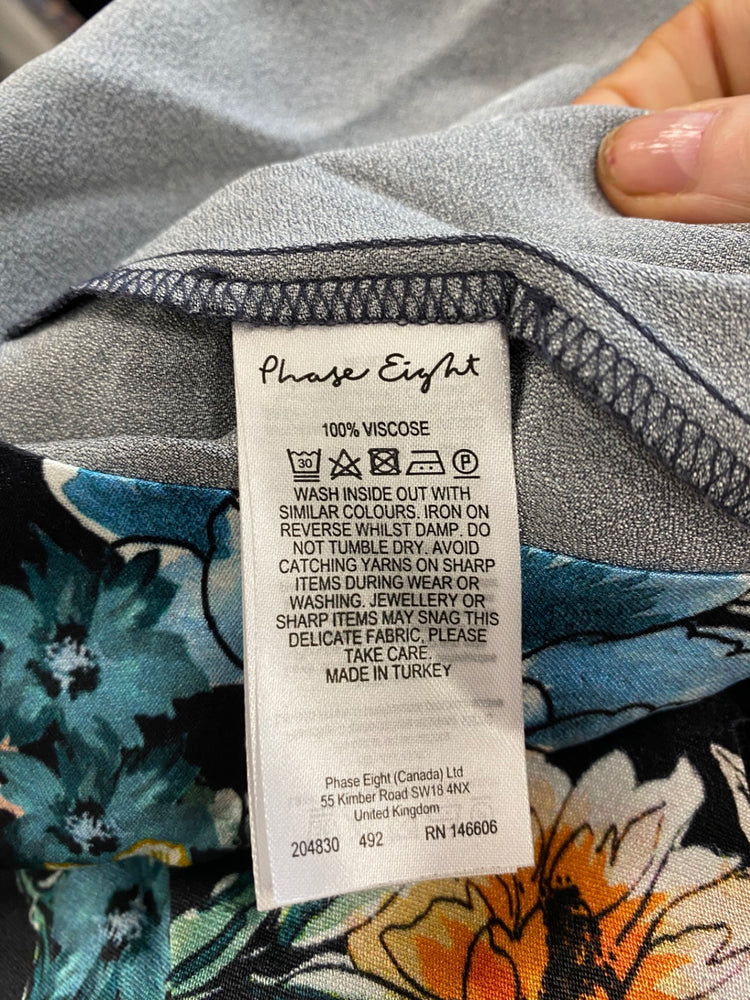 Phase Eight
100% VISCOSE
30 P
WASH INSIDE OUT WITH
SIMILAR COLOURS. IRON ON
REVERSE WHILST DAMP. DO
NOT TUMBLE DRY. AVOID
CATCHING YARNS ON SHARP
ITEMS DURING WEAR OR
WASHING. JEWELLERY OR
SHARP ITEMS MAY SNAG THIS
DELICATE FABRIC, PLEASE
TAKE CARE.
MADE IN TURKEY
Phase Eight (Canada) Ltd
55 Kimber Road SW18 4NX
United Kingdom
204830 492 RN 146606